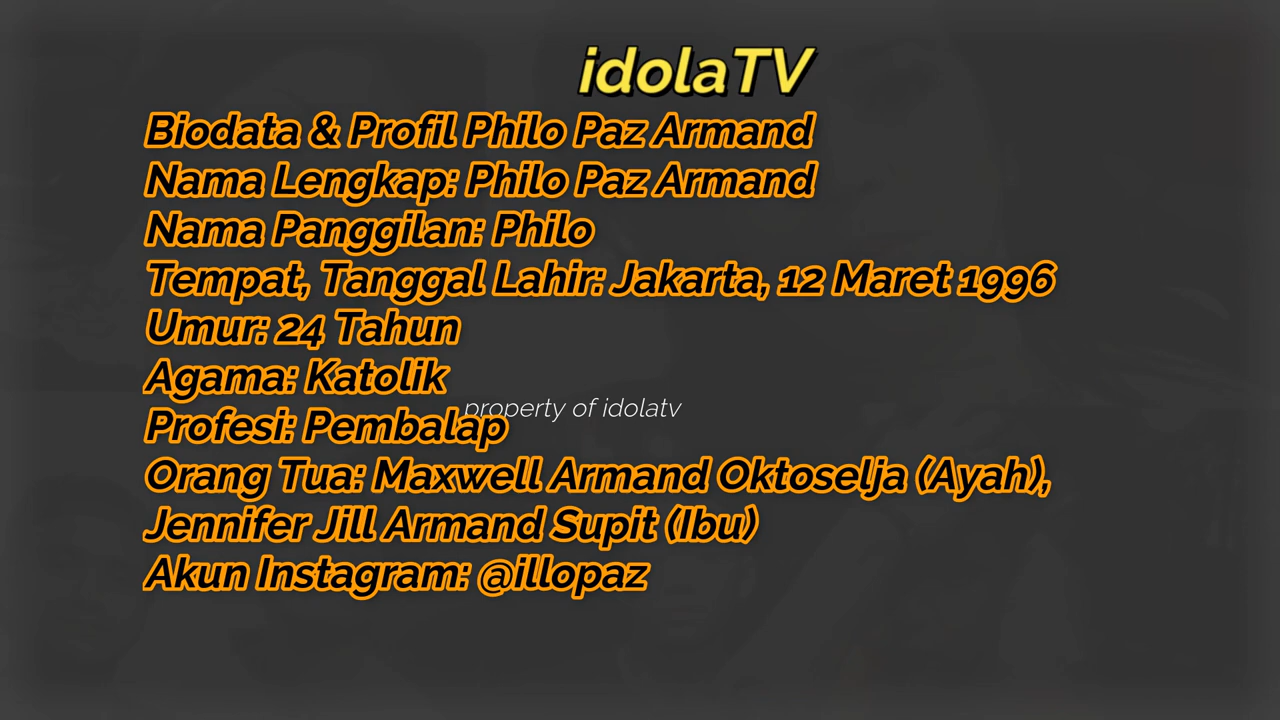 idolaTV
Biodata & Profil Philo Paz Armand
Nama Lengkap: Philo Paz Armand
Nama Panggilan: Philo
Tempat, Tanggal Lahir: Jakarta, 12 Maret 1996
Umur: 24 Tahun
Agama: Katolik
property of idolatv
Profesi: Pembalap
Orang Tua: Maxwell Armand Oktoselja (Ayah),
Jennifer Jill Armand Supit (Ibu)
Akun Instagram: @illopaz